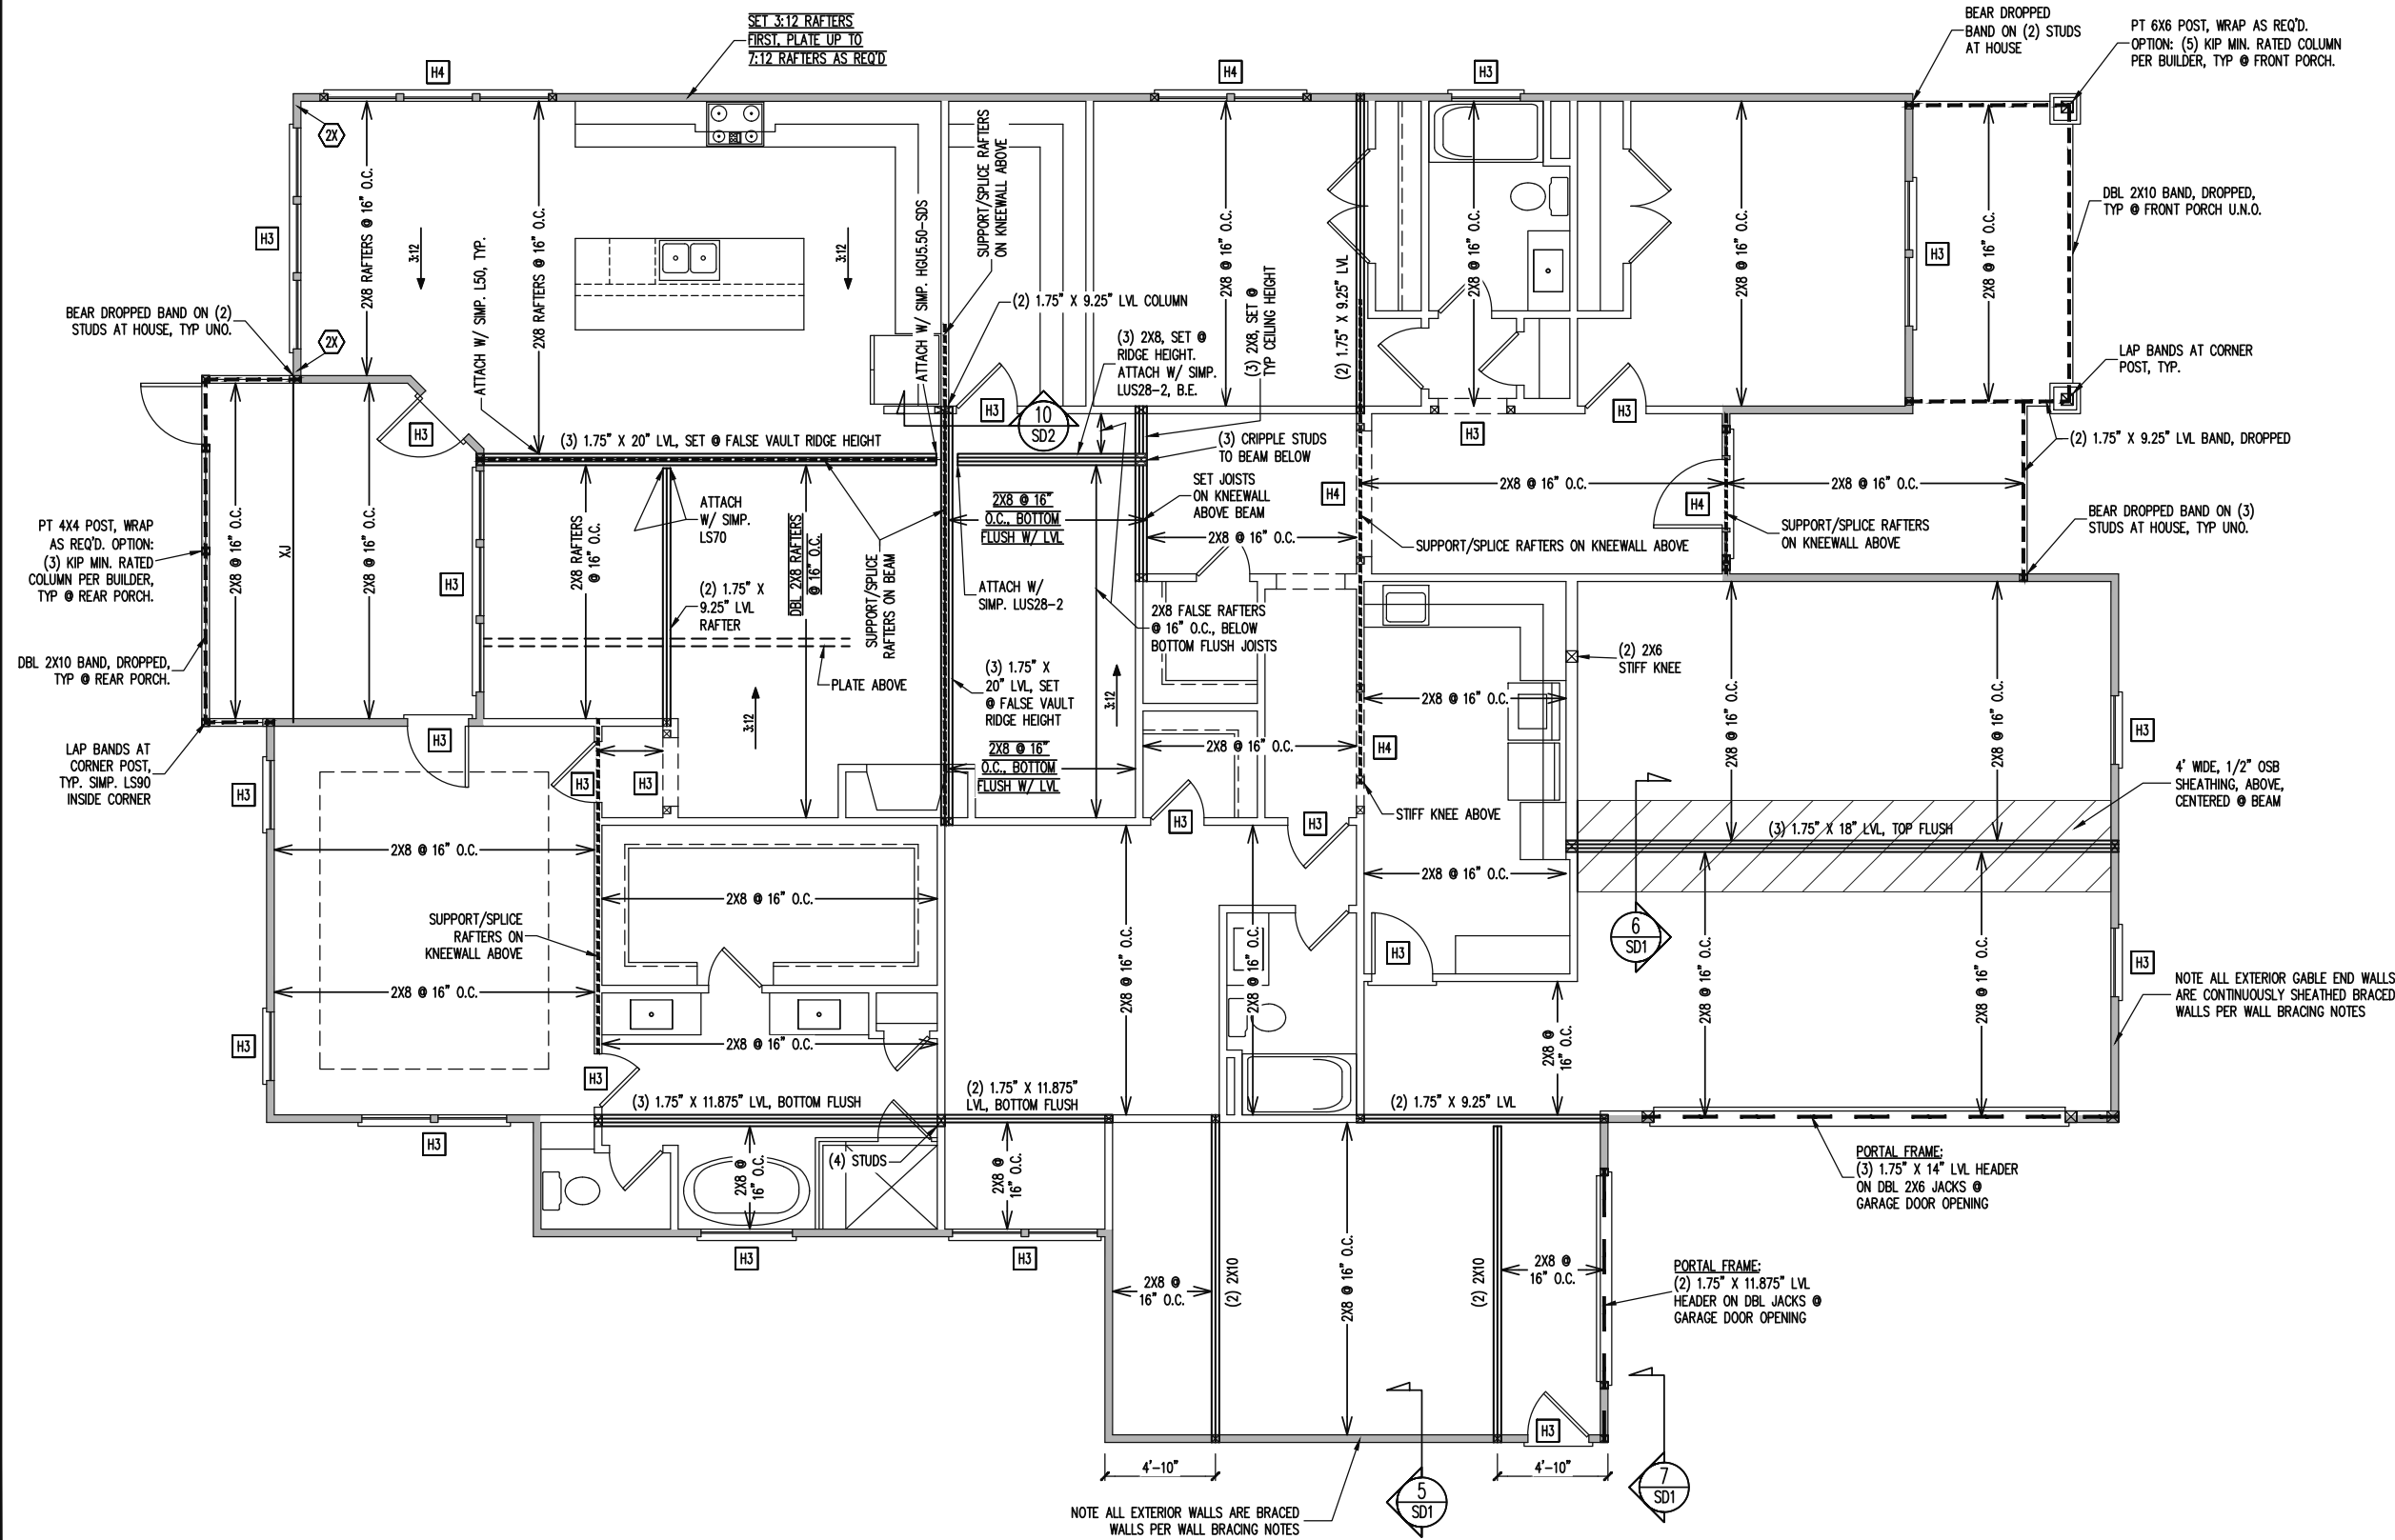 SET 3:12 RAFTERS
FIRST, PLATE UP TO
7:12 RAFTERS AS REQ'D
BEAR DROPPED
BAND ON (2) STUDS
AT HOUSE
PT 6X6 POST, WRAP AS REQ'D.
OPTION: (5) KIP MIN. RATED COLUMN
PER BUILDER, TYP @ FRONT PORCH.
H4
H4
H3
2X
H3
2X8 RAFTERS @ 16" O.C.
2X8 RAFTERS @ 16" O.C.
3:12
3:12
ATTACH W/ SIMP. L50, TYP.
ATTACH W/ SIMP. HGU5.50-SDS
SUPPORT/SPLICE RAFTERS
ON KNEEWALL ABOVE
(2) 1.75" X 9.25" LVL COLUMN
(3) 2X8, SET @
RIDGE HEIGHT.
ATTACH W/ SIMP.
LUS28-2, B.E.
2X8 @ 16" O.C.
(3) 2X8, SET @
TYP CEILING HEIGHT
(2) 1.75" X 9.25" LVL
2X8 @ 16" O.C.
2X8 @ 16" O.C.
H3
2X8 @ 16" O.C.
DBL 2X10 BAND, DROPPED,
TYP @ FRONT PORCH U.N.O.
LAP BANDS AT CORNER
POST, TYP.
BEAR DROPPED BAND ON (2)
STUDS AT HOUSE, TYP UNO.
2X
H3
H3
10
SD2
H3
H3
(3) 1.75" X 20" LVL, SET @ FALSE VAULT RIDGE HEIGHT
(3) CRIPPLE STUDS
TO BEAM BELOW
(2) 1.75" X 9.25" LVL BAND, DROPPED
SET JOISTS
ON KNEEWALL
ABOVE BEAM
H4
2X8 @ 16" O.C.
2X8 @ 16" O.C.
H4
SUPPORT/SPLICE RAFTERS
ON KNEEWALL ABOVE
BEAR DROPPED BAND ON (3)
STUDS AT HOUSE, TYP UNO.
PT 4X4 POST, WRAP
AS REQ'D. OPTION:
(3) KIP MIN. RATED
COLUMN PER BUILDER,
TYP @ REAR PORCH.
2X8 @ 16" O.C.
XJ
2X8 @ 16" O.C.
H3
2X8 RAFTERS
@ 16" O.C.
ATTACH
W/ SIMP.
LS70
(2) 1.75" X
9.25" LVL
RAFTER
DBL 2X8 RAFTERS
@ 16" O.C.
SUPPORT/SPLICE
RAFTERS ON BEAM
2X8 @ 16"
O.C., BOTTOM
FLUSH W/ LVL
2X8 @ 16" O.C.
SUPPORT/SPLICE RAFTERS ON KNEEWALL ABOVE
ATTACH W/
SIMP. LUS28-2
2X8 FALSE RAFTERS
@ 16" O.C., BELOW
BOTTOM FLUSH JOISTS
(2) 2X6
STIFF KNEE
DBL 2X10 BAND, DROPPED,
TYP @ REAR PORCH.
PLATE ABOVE
3:12
(3) 1.75" X
20" LVL, SET
@ FALSE VAULT
RIDGE HEIGHT
3:12
2X8 @ 16" O.C.
2X8 @ 16" O.C.
2X8 @ 16" O.C.
H3
LAP BANDS AT
CORNER POST,
TYP. SIMP. LS90
INSIDE CORNER
H3
H3
H3
H3
2X8 @ 16"
O.C., BOTTOM
FLUSH W/ LVL
2X8 @ 16" O.C.
H4
4' WIDE, 1/2" OSB
SHEATHING, ABOVE,
CENTERED @ BEAM
H3
H3
STIFF KNEE ABOVE
(3) 1.75" X 18" LVL, TOP FLUSH
2X8 @ 16" O.C.
2X8 @ 16" O.C.
2X8 @ 16" O.C.
SUPPORT/SPLICE
RAFTERS ON
KNEEWALL ABOVE
6
SD1
H3
H3
2X8 @ 16" O.C.
2X8 @ 16" O.C.
2X8 @ 16" O.C.
2X8 @ 16" O.C.
2X8 @ 16" O.C.
NOTE ALL EXTERIOR GABLE END WALLS
ARE CONTINUOUSLY SHEATHED BRACED
WALLS PER WALL BRACING NOTES
H3
2X8 @ 16" O.C.
2X8 @
16" O.C.
H3
(3) 1.75" X 11.875" LVL, BOTTOM FLUSH
(2) 1.75" X 11.875"
LVL, BOTTOM FLUSH
(2) 1.75" X 9.25" LVL
H3
2X8 @
16" O.C.
(4) STUDS
2X8 @
16" O.C.
PORTAL FRAME:
(3) 1.75" X 14" LVL HEADER
ON DBL 2X6 JACKS @
GARAGE DOOR OPENING
H3
H3
2X8 @
16" O.C.
(2) 2X10
2X8 @ 16" O.C.
(2) 2X10
2X8 @
16" O.C.
PORTAL FRAME:
(2) 1.75" X 11.875" LVL
HEADER ON DBL JACKS @
GARAGE DOOR OPENING
H3
4'-10"
4'-10"
5
SD1
7
SD1
NOTE ALL EXTERIOR WALLS ARE BRACED
WALLS PER WALL BRACING NOTES